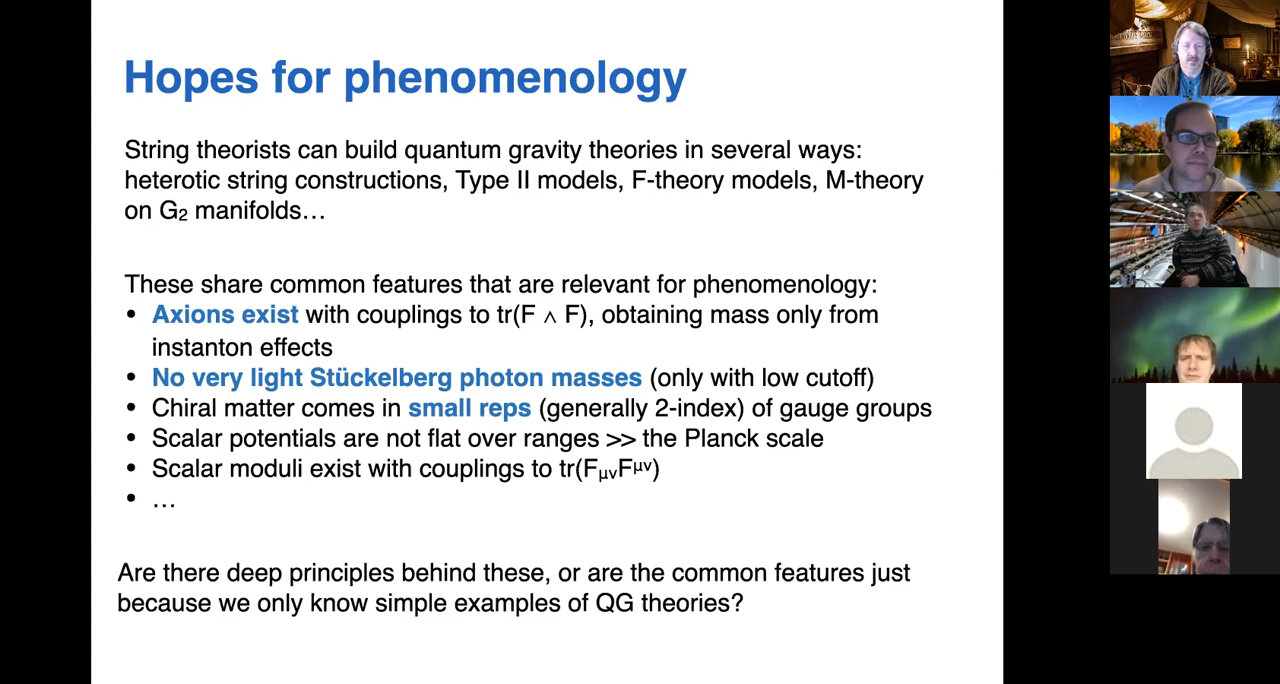 Hopes for phenomenology
String theorists can build quantum gravity theories in several ways:
heterotic string constructions, Type II models, F-theory models, M-theory
on G₂ manifolds…
These share common features that are relevant for phenomenology:
• Axions exist with couplings to tr(F ∧ F), obtaining mass only from
instanton effects
• No very light Stückelberg photon masses (only with low cutoff)
• Chiral matter comes in small reps (generally 2-index) of gauge groups
• Scalar potentials are not flat over ranges >> the Planck scale
• Scalar moduli exist with couplings to tr(FμνFμν)
• …
Are there deep principles behind these, or are the common features just
because we only know simple examples of QG theories?